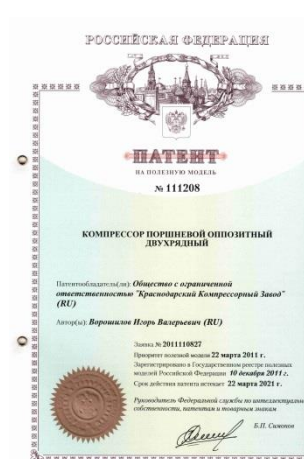 РОССИЙСКАЯ ФЕДЕРАЦИЯ
ПАТЕНТ
НА ПОЛЕЗНУЮ МОДЕЛЬ
№ 111208
КОМПРЕССОР ПОРШНЕВОЙ ОППОЗИТНЫЙ
ДВУХРЯДНЫЙ
Патентообладатель(ли): Общество с ограниченной
ответственностью "Краснодарский Компрессорный Завод"
(RU)
Автор(ы): Ворошилов Игорь Валерьевич (RU)
Заявка № 2011110827
Приоритет полезной модели 22 марта 2011 г.
Зарегистрировано в Государственном реестре полезных
моделей Российской Федерации 10 декабря 2011 г.
Срок действия патента истекает 22 марта 2021 г.
Руководитель Федеральной службы по интеллектуальной
собственности, патентам и товарным знакам
Б.П. Симонов